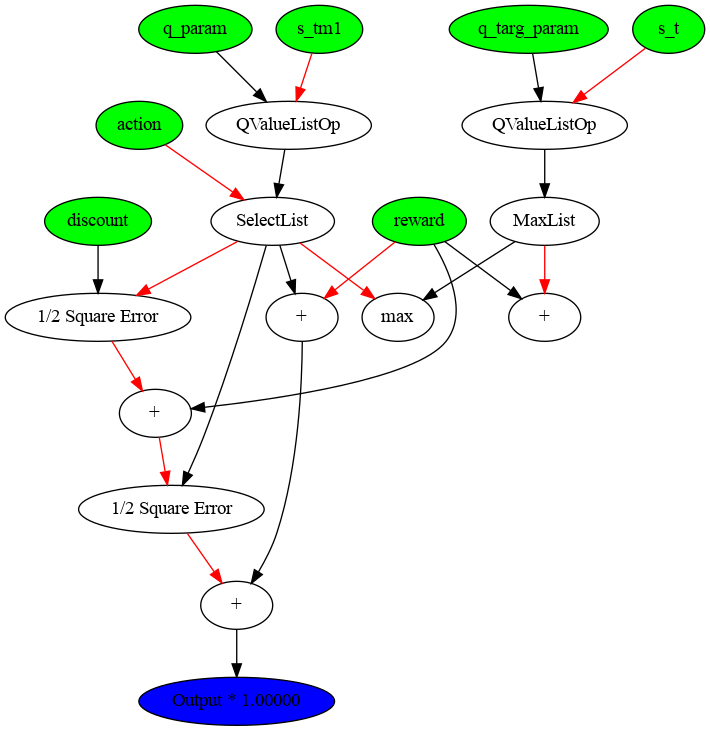 q_param
s_tm1
q_targ_param
s_t
action
QValueListOp
QValueListOp
discount
SelectList
reward
MaxList
1/2 Square Error
+
max
+
+
1/2 Square Error
+
Output * 1.00000